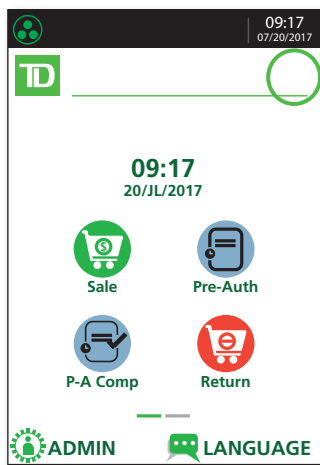 09:17
07/20/2017
TD
09:17
20/JL/2017
Sale
Pre-Auth
P-A Comp
Return
ADMIN
LANGUAGE